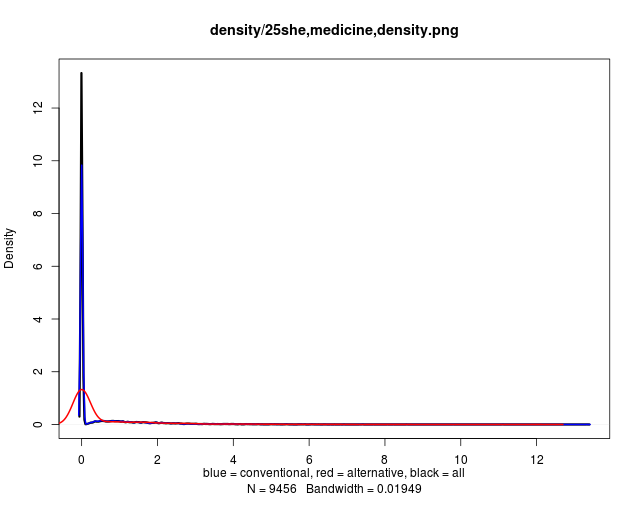 density/25she,medicine,density.png
Density
12
10
8
6
4
2
0
0 2 4 6 8 10 12
blue = conventional, red = alternative, black = all
N = 9456 Bandwidth = 0.01949